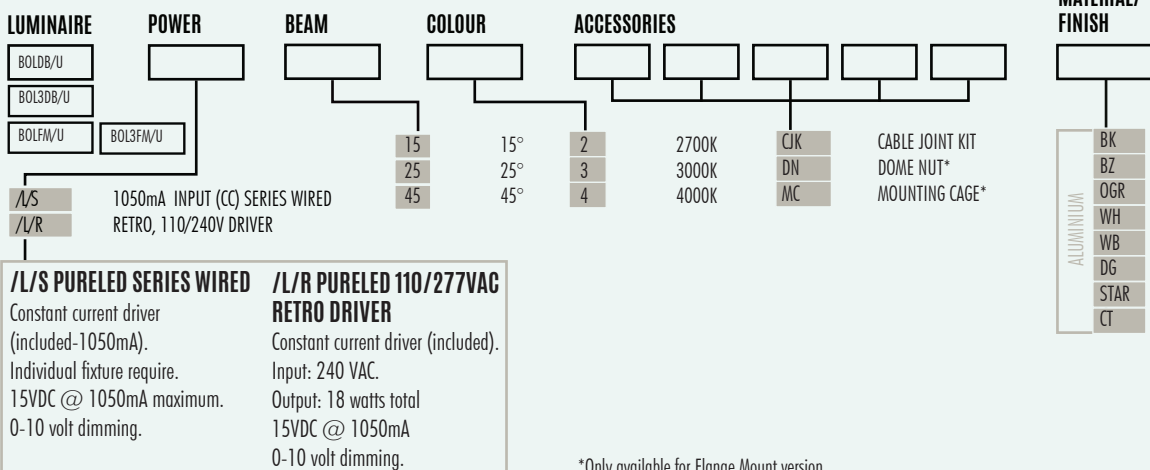 LUMINAIRE POWER BEAM COLOUR ACCESSORIES
FINISH
BOLDB/U
BOL3DB/U
BOLFM/U BOL3FM/U
/L/S 1050mA INPUT (CC) SERIES WIRED
/L/R RETRO, 110/240V DRIVER
15 15°
25 25°
45 45°
2 2700K
3 3000K
4 4000K
CJK CABLE JOINT KIT
DN DOME NUT*
MC MOUNTING CAGE*
ALUMINIUM
BK
BZ
OGR
WH
WB
DG
STAR
CT
/L/S PURELED SERIES WIRED
Constant current driver
(included-1050mA).
Individual fixture require.
15VDC @ 1050mA maximum.
0-10 volt dimming.
/L/R PURELED 110/277VAC
RETRO DRIVER
Constant current driver (included).
Input: 240 VAC.
Output: 18 watts total
15VDC @ 1050mA
0-10 volt dimming.
*Only available for Flange Mount version